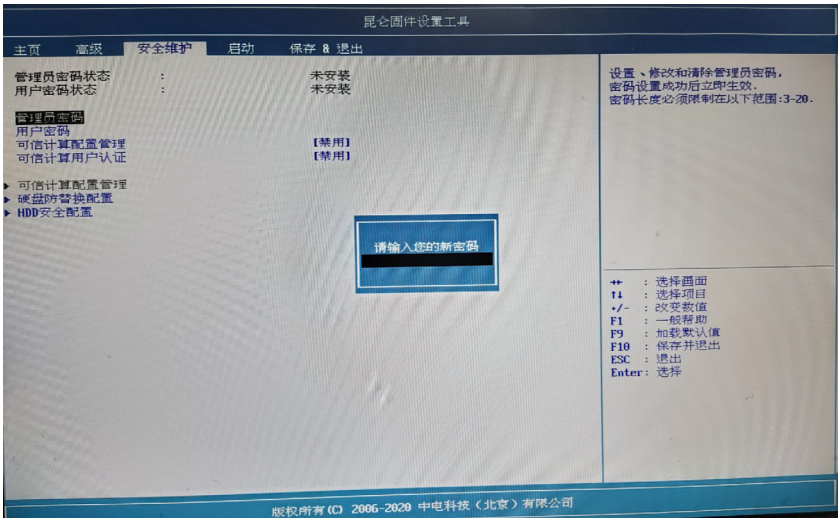 昆仑固件设置工具
主页 高级 安全维护 启动 保存 & 退出
管理员密码状态 : 未安装
用户密码状态 : 未安装
管理员密码
用户密码
可信计算配置管理 [禁用]
可信计算用户认证 [禁用]
可信计算配置管理
硬盘防替换配置
HDD安全配置
请输入您的新密码
设置、修改和清除管理员密码,
密码设置成功后立即生效.
密码长度必须限制在以下范围:3-20.
→← : 选择画面
↑↓ : 选择项目
+/- : 改变数值
F1 : 一般帮助
F9 : 加载默认值
F10 : 保存并退出
ESC : 退出
Enter: 选择
版权所有(C) 2006-2020 中电科技（北京）有限公司